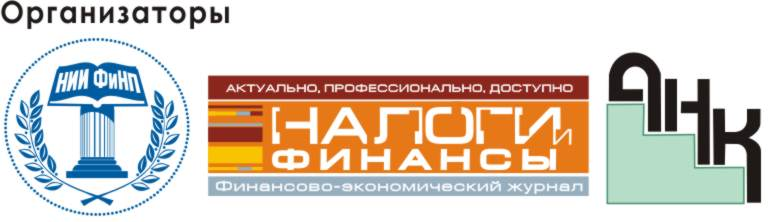 Организаторы
НИИ ФиНП
АКТУАЛЬНО, ПРОФЕССИОНАЛЬНО, ДОСТУПНО
НАЛОГИ и
ФИНАНСЫ
Финансово-экономический журнал
АНК